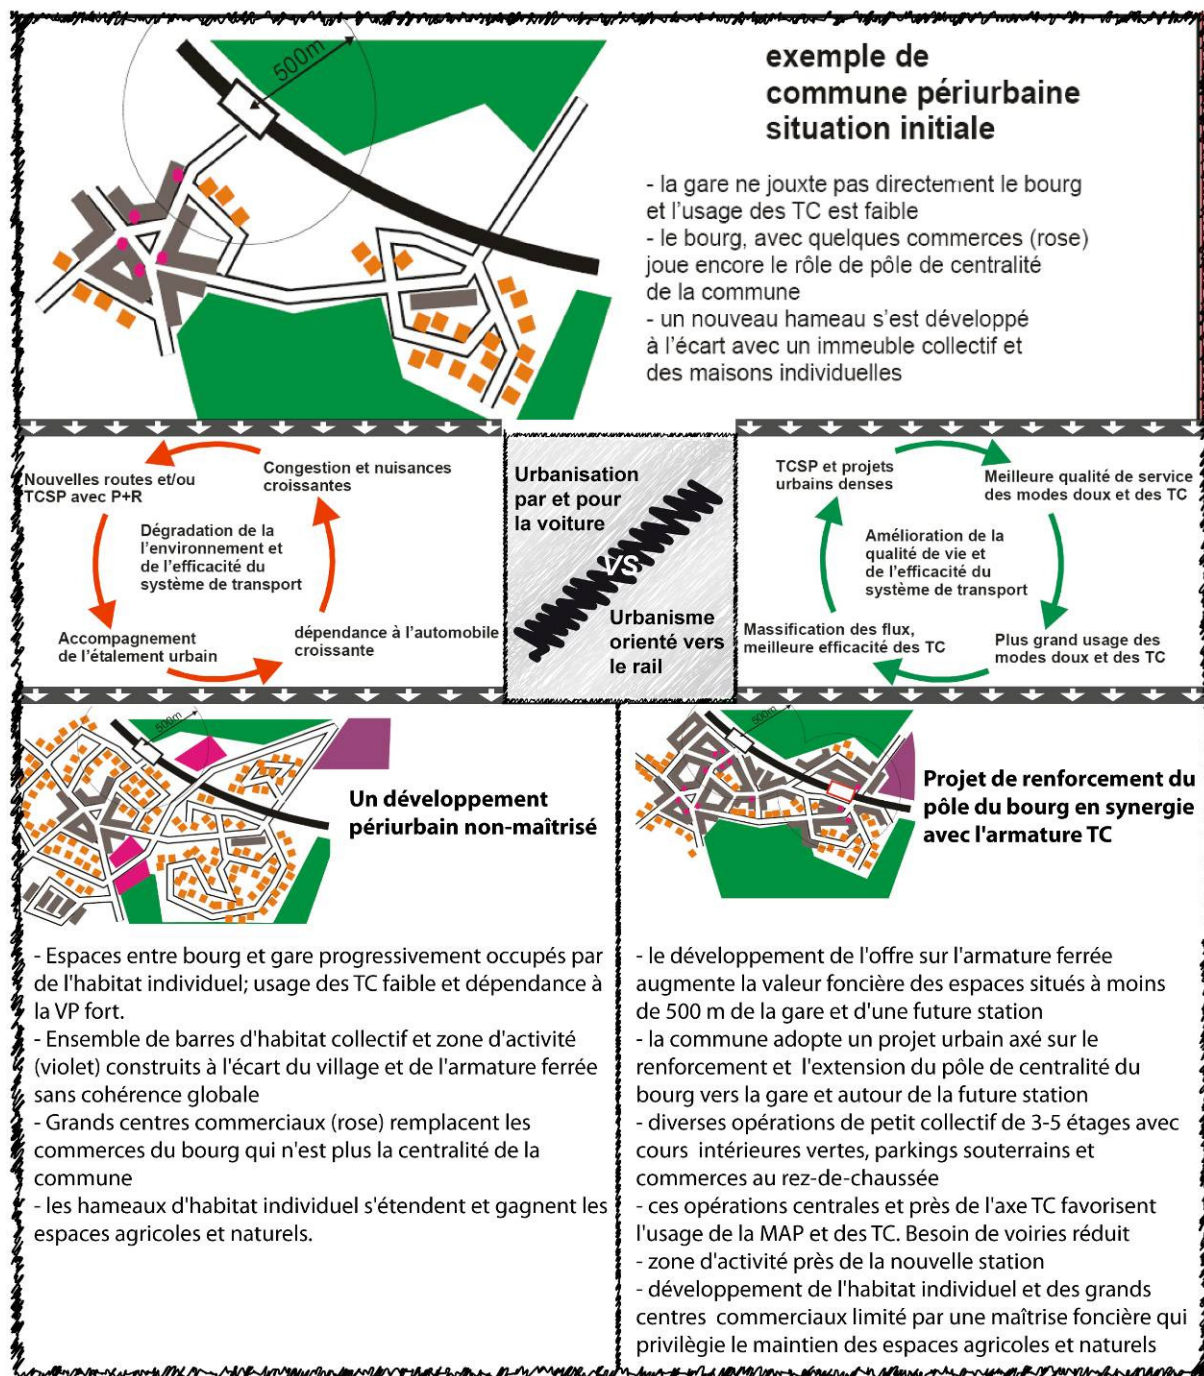 500m
exemple de
commune périurbaine
situation initiale
- la gare ne jouxte pas directement le bourg
et l'usage des TC est faible
- le bourg, avec quelques commerces (rose)
joue encore le rôle de pôle de centralité
de la commune
- un nouveau hameau s'est développé
à l'écart avec un immeuble collectif et
des maisons individuelles
Nouvelles routes et/ou
TCSP avec P+R
Congestion et nuisances
croissantes
Dégradation de la
l'environnement et
de l'efficacité du
système de transport
Accompagnement
de l'étalement urbain
dépendance à l'automobile
croissante
Urbanisation
par et pour
la voiture
VS
Urbanisme
orienté vers
le rail
TCSP et projets
urbains denses
Meilleure qualité de service
des modes doux et des TC
Amélioration de la
qualité de vie et
de l'efficacité du
système de transport
Massification des flux,
meilleure efficacité des TC
Plus grand usage des
modes doux et des TC
500m
Un développement
périurbain non-maîtrisé
- Espaces entre bourg et gare progressivement occupés par
de l'habitat individuel; usage des TC faible et dépendance à
la VP fort.
- Ensemble de barres d'habitat collectif et zone d'activité
(violet) construits à l'écart du village et de l'armature ferrée
sans cohérence globale
- Grands centres commerciaux (rose) remplacent les
commerces du bourg qui n'est plus la centralité de la
commune
- les hameaux d'habitat individuel s'étendent et gagnent les
espaces agricoles et naturels.
500m
Projet de renforcement du
pôle du bourg en synergie
avec l'armature TC
- le développement de l'offre sur l'armature ferrée
augmente la valeur foncière des espaces situés à moins
de 500 m de la gare et d'une future station
- la commune adopte un projet urbain axé sur le
renforcement et l'extension du pôle de centralité du
bourg vers la gare et autour de la future station
- diverses opérations de petit collectif de 3-5 étages avec
cours intérieures vertes, parkings souterrains et
commerces au rez-de-chaussée
- ces opérations centrales et près de l'axe TC favorisent
l'usage de la MAP et des TC. Besoin de voiries réduit
- zone d'activité près de la nouvelle station
- développement de l'habitat individuel et des grands
centres commerciaux limité par une maîtrise foncière qui
privilègie le maintien des espaces agricoles et naturels